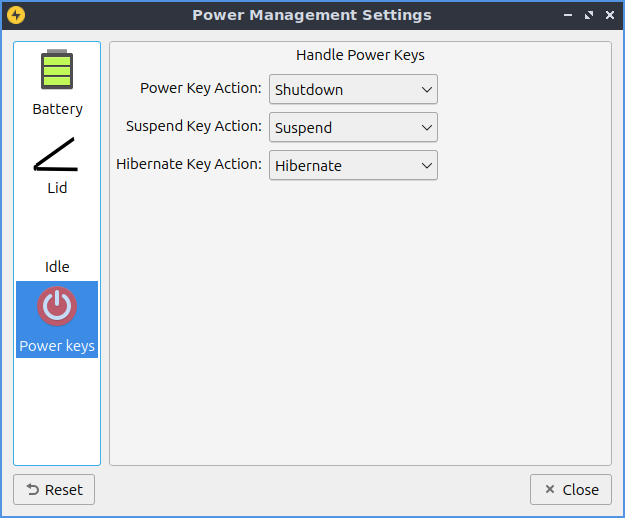 Power Management Settings
Battery
Lid
Idle
Power keys
Handle Power Keys
Power Key Action: Shutdown
Suspend Key Action: Suspend
Hibernate Key Action: Hibernate
Reset
Close